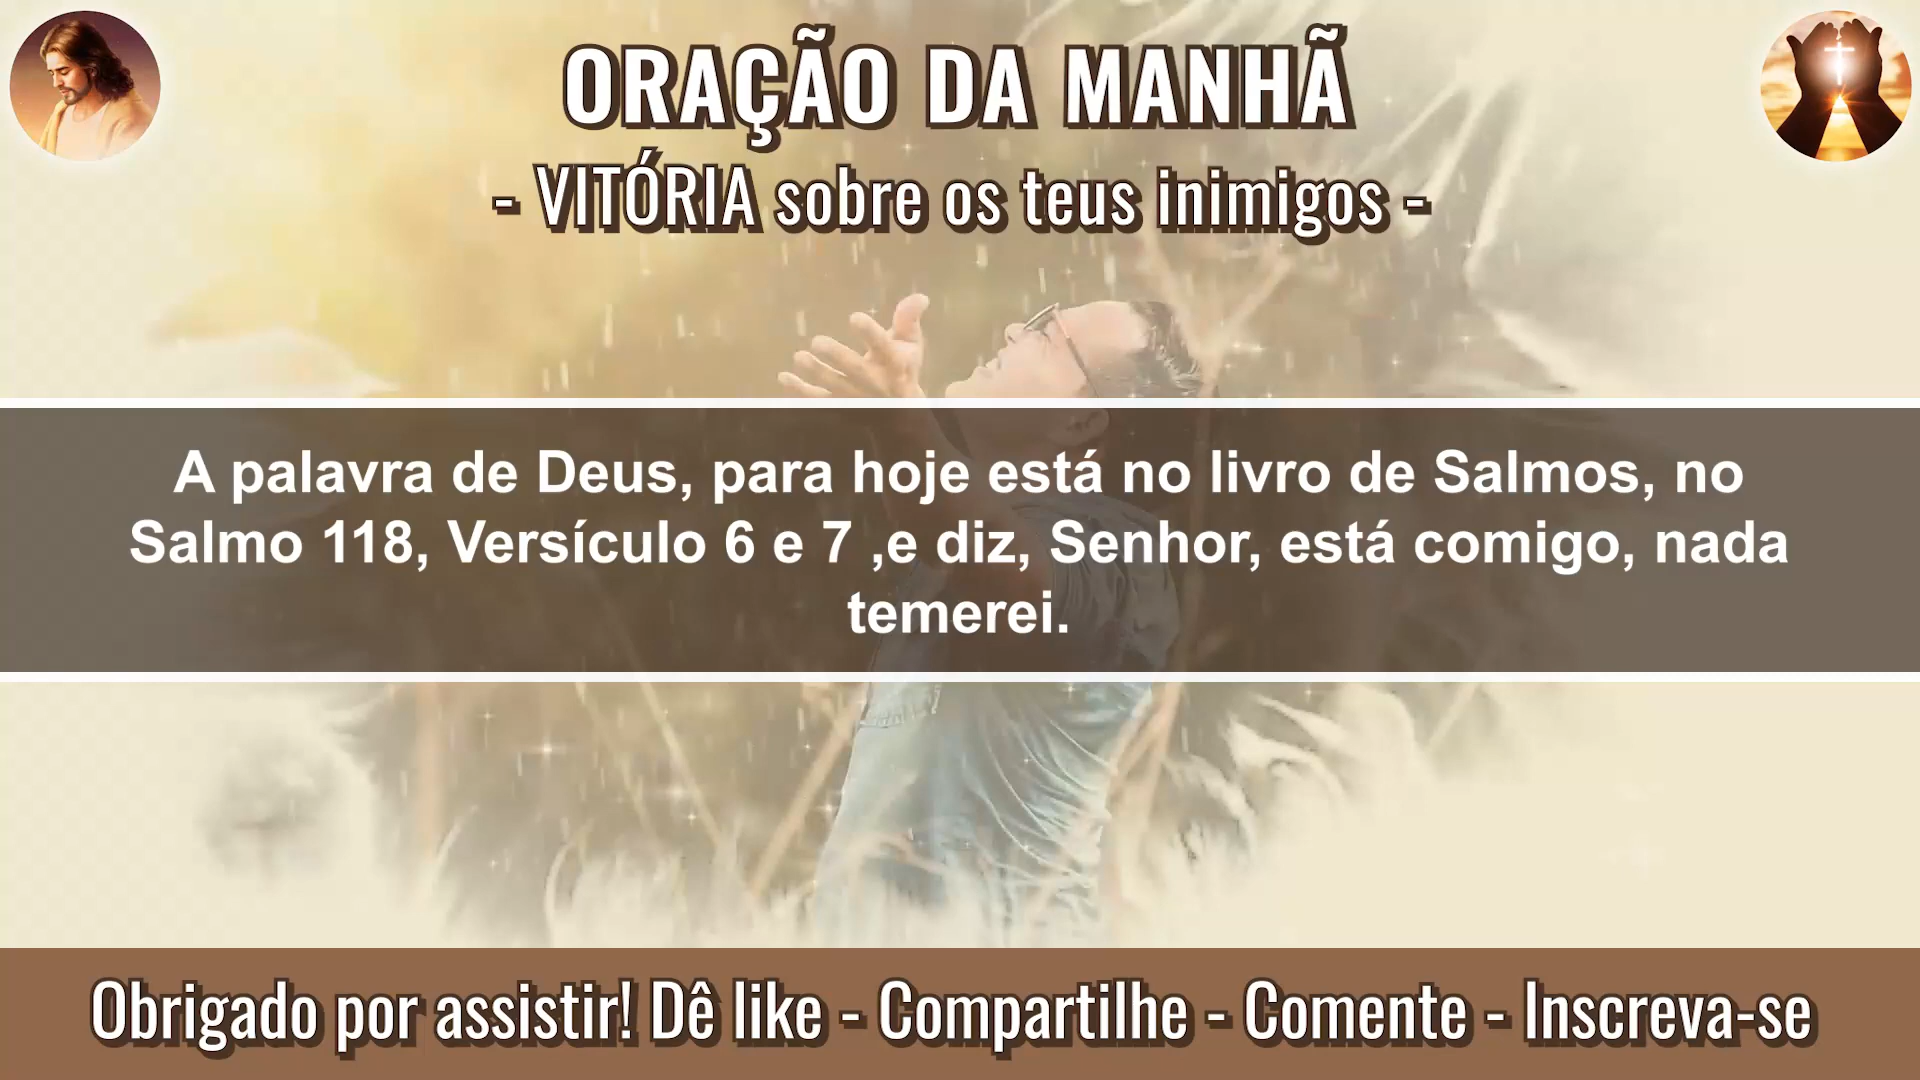 ORAÇÃO DA MANHÃ
- VITÓRIA sobre os teus inimigos -
A palavra de Deus, para hoje está no livro de Salmos, no
Salmo 118, Versículo 6 e 7 ,e diz, Senhor, está comigo, nada
temerei.
Obrigado por assistir! Dê like - Compartilhe - Comente - Inscreva-se